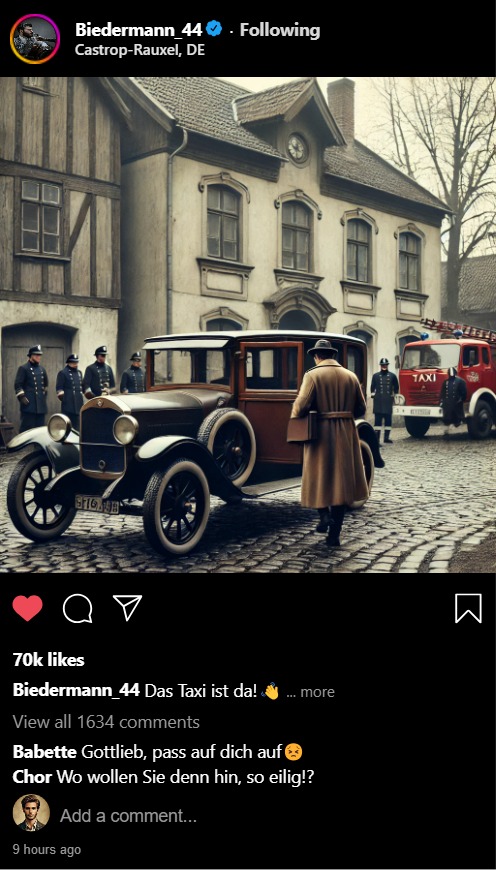 Biedermann_44 · Following
Castrop-Rauxel, DE
TAXI
70k likes
Biedermann_44 Das Taxi ist da! 👋 ... more
View all 1634 comments
Babette Gottlieb, pass auf dich auf😣
Chor Wo wollen Sie denn hin, so eilig!?
Add a comment...
9 hours ago